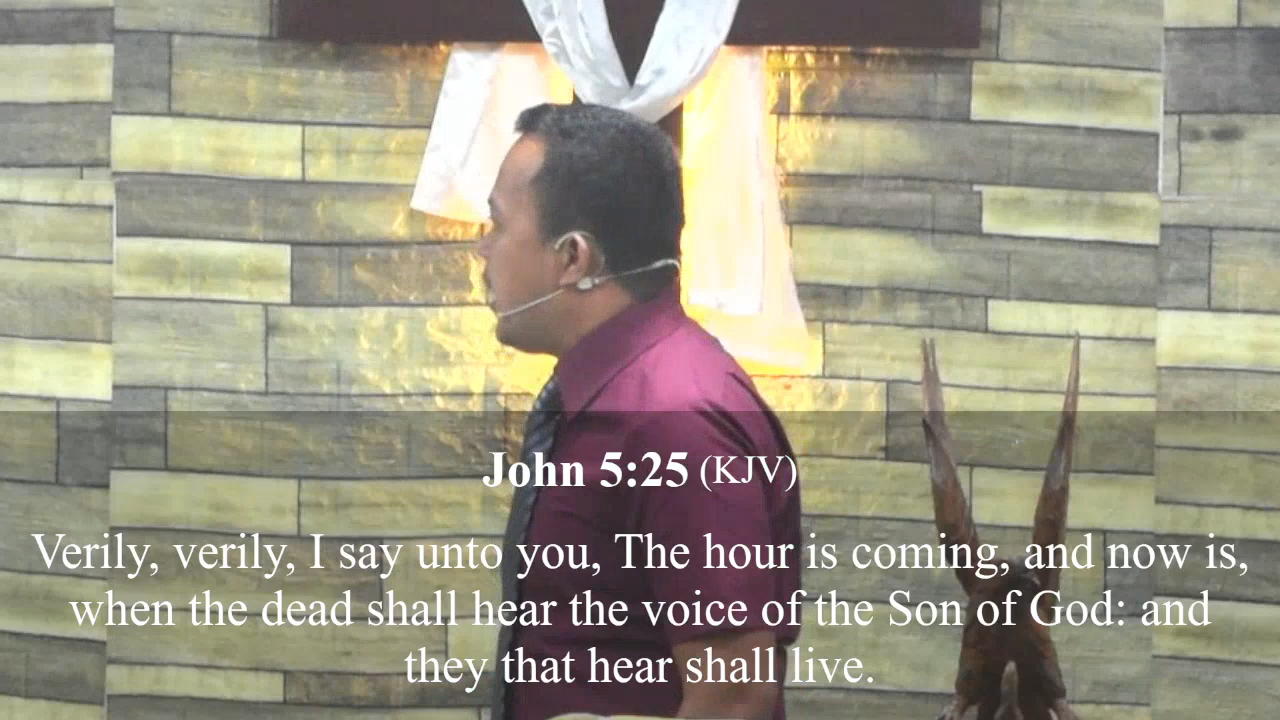 John 5:25 (KJV)
Verily, verily, I say unto you, The hour is coming, and now is,
when the dead shall hear the voice of the Son of God: and
they that hear shall live.